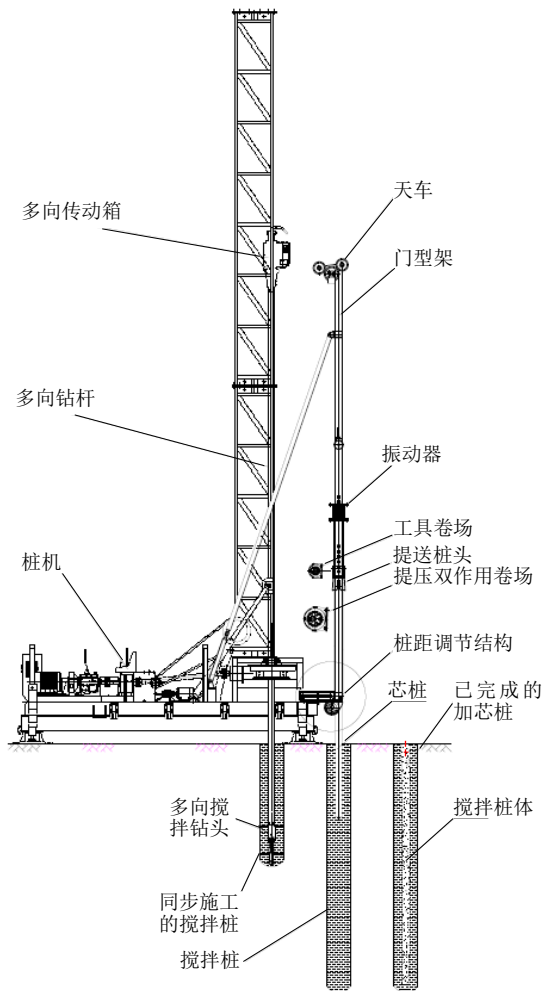 天车
多向传动箱
门型架
多向钻杆
振动器
工具卷场
提送桩头
桩机
提压双作用卷场
桩距调节结构
芯桩
已完成的
加芯桩
多向搅
拌钻头
搅拌桩体
同步施工
的搅拌桩
搅拌桩